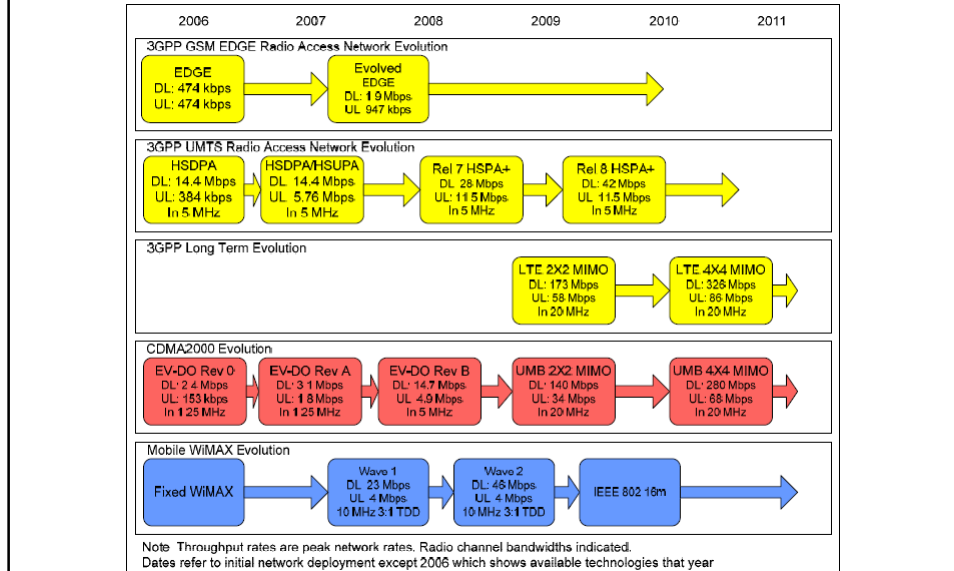 2006 2007 2008 2009 2010 2011
3GPP GSM EDGE Radio Access Network Evolution
EDGE
DL: 474 kbps
UL: 474 kbps
Evolved
EDGE
DL: 1 9 Mbps
UL 947 kbps
3GPP UMTS Radio Access Network Evolution
HSDPA
DL: 14.4 Mbps
UL: 384 kbps
In 5 MHz
HSDPA/HSUPA
DL 14.4 Mbps
UL 5.76 Mbps
In 5 MHz
Rel 7 HSPA+
DL 28 Mbps
UL: 11 5 Mbps
In 5 MHz
Rel 8 HSPA+
DL: 42 Mbps
UL 11.5 Mbps
In 5 MHz
3GPP Long Term Evolution
LTE 2X2 MIMO
DL: 173 Mbps
UL: 58 Mbps
In 20 MHz
LTE 4X4 MIMO
DL: 326 Mbps
UL: 86 Mbps
In 20 MHz
CDMA2000 Evolution
EV-DO Rev 0
DL: 2 4 Mbps
UL: 153 kbps
In 1 25 MHz
EV-DO Rev A
DL: 3 1 Mbps
UL: 1 8 Mbps
In 1 25 MHz
EV-DO Rev B
DL: 14.7 Mbps
UL 4.9 Mbps
In 5 MHz
UMB 2X2 MIMO
DL: 140 Mbps
UL: 34 Mbps
In 20 MHz
UMB 4X4 MIMO
DL: 280 Mbps
UL: 68 Mbps
In 20 MHz
Mobile WiMAX Evolution
Fixed WiMAX
Wave 1
DL 23 Mbps
UL 4 Mbps
10 MHz 3:1 TDD
Wave 2
DL: 46 Mbps
UL 4 Mbps
10 MHz 3:1 TDD
IEEE 802 16m
Note Throughput rates are peak network rates. Radio channel bandwidths indicated.
Dates refer to initial network deployment except 2006 which shows available technologies that year